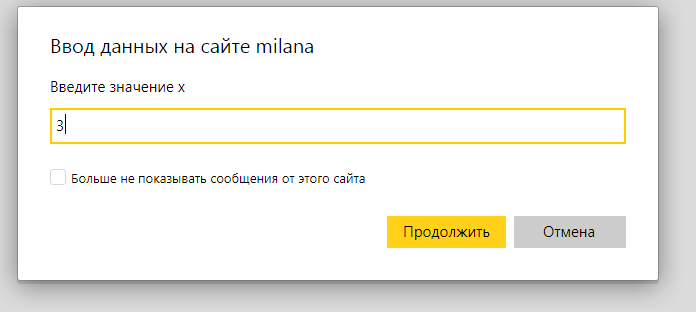 Ввод данных на сайте milana
Введите значение x
3
Больше не показывать сообщения от этого сайта
Продолжить Отмена